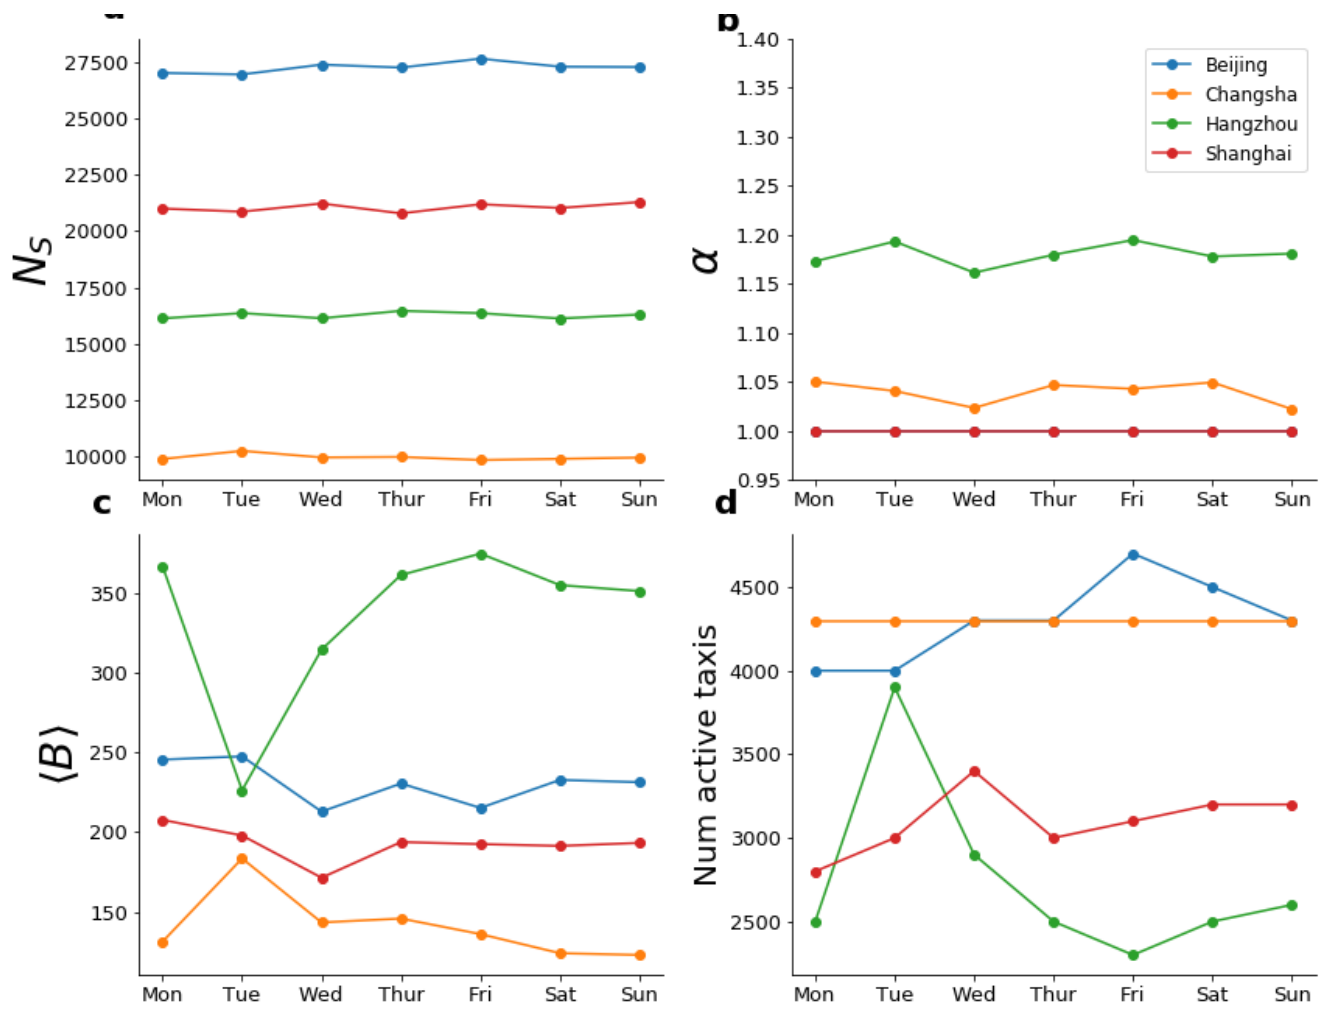 a
27500
25000
22500
20000
17500
15000
12500
10000
N_S
Mon Tue Wed Thur Fri Sat Sun
b
1.40
1.35
1.30
1.25
1.20
1.15
1.10
1.05
1.00
0.95
α
Beijing
Changsha
Hangzhou
Shanghai
Mon Tue Wed Thur Fri Sat Sun
c
350
300
250
200
150
⟨B⟩
Mon Tue Wed Thur Fri Sat Sun
d
4500
4000
3500
3000
2500
Num active taxis
Mon Tue Wed Thur Fri Sat Sun